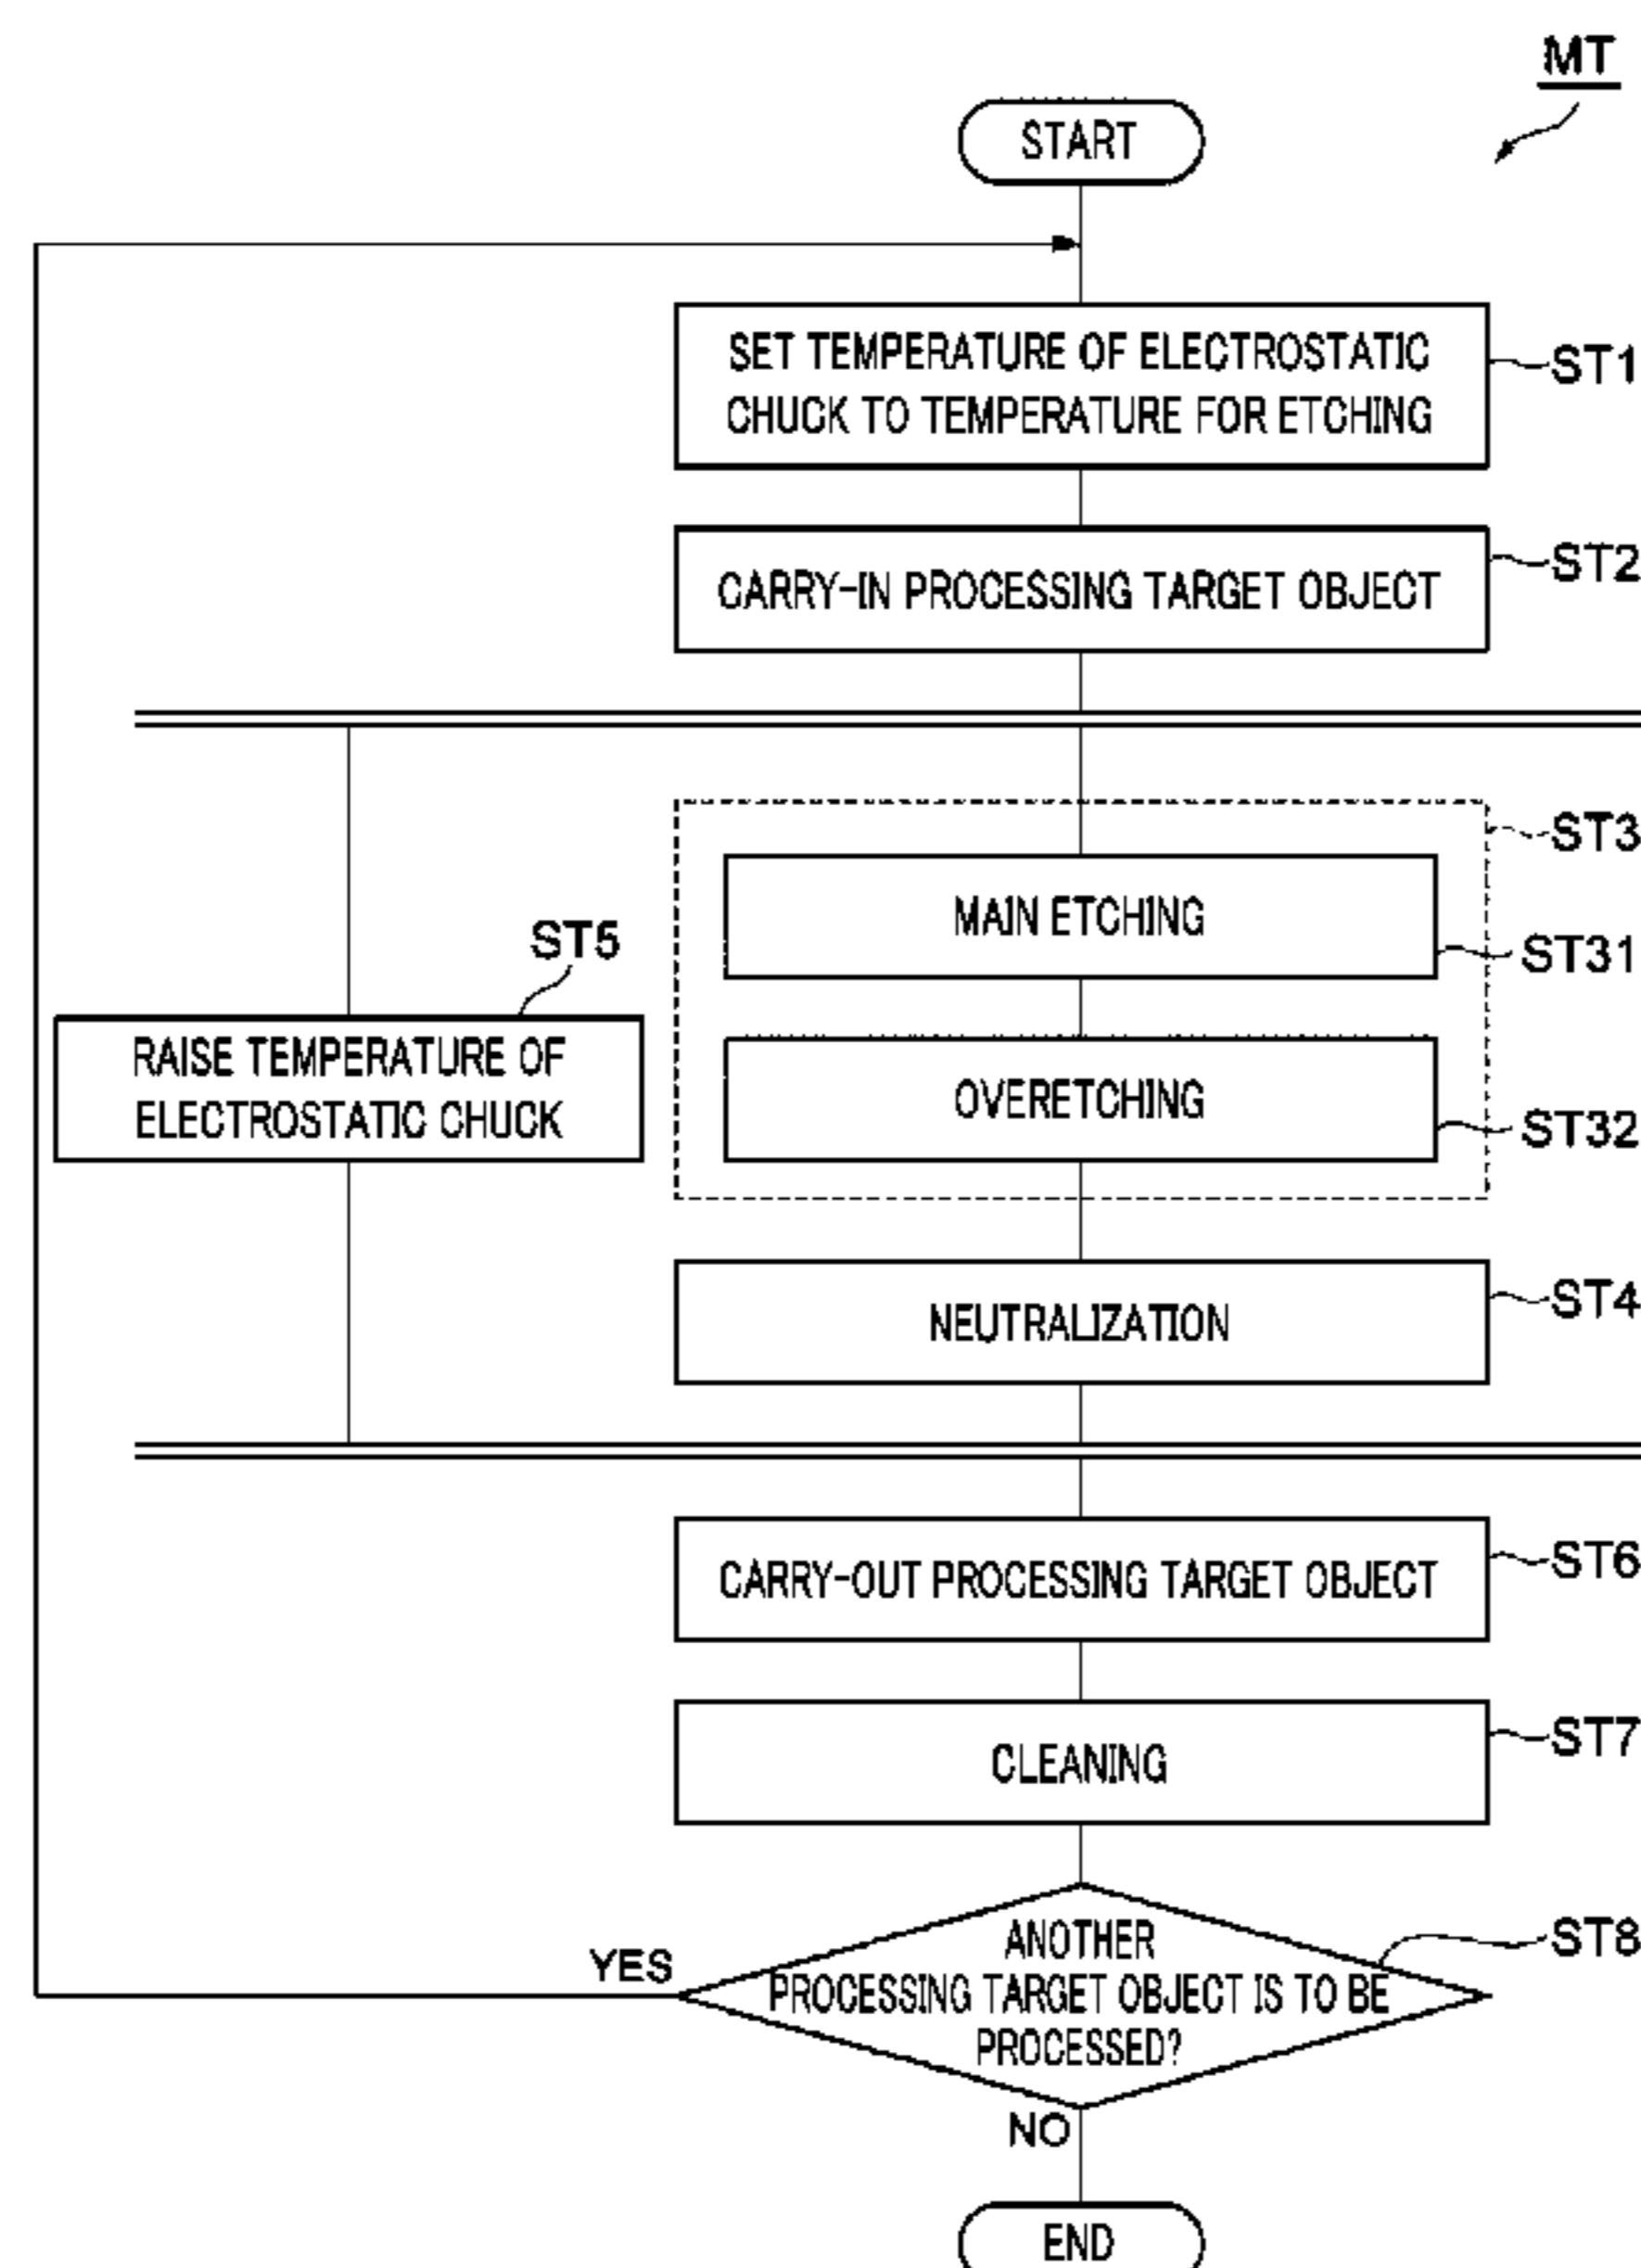 MT
START
SET TEMPERATURE OF ELECTROSTATIC
CHUCK TO TEMPERATURE FOR ETCHING
ST1
CARRY-IN PROCESSING TARGET OBJECT
ST2
ST3
MAIN ETCHING
ST31
ST5
RAISE TEMPERATURE OF
ELECTROSTATIC CHUCK
OVERETCHING
ST32
NEUTRALIZATION
ST4
CARRY-OUT PROCESSING TARGET OBJECT
ST6
CLEANING
ST7
ANOTHER
PROCESSING TARGET OBJECT IS TO BE
PROCESSED?
ST8
YES
NO
END